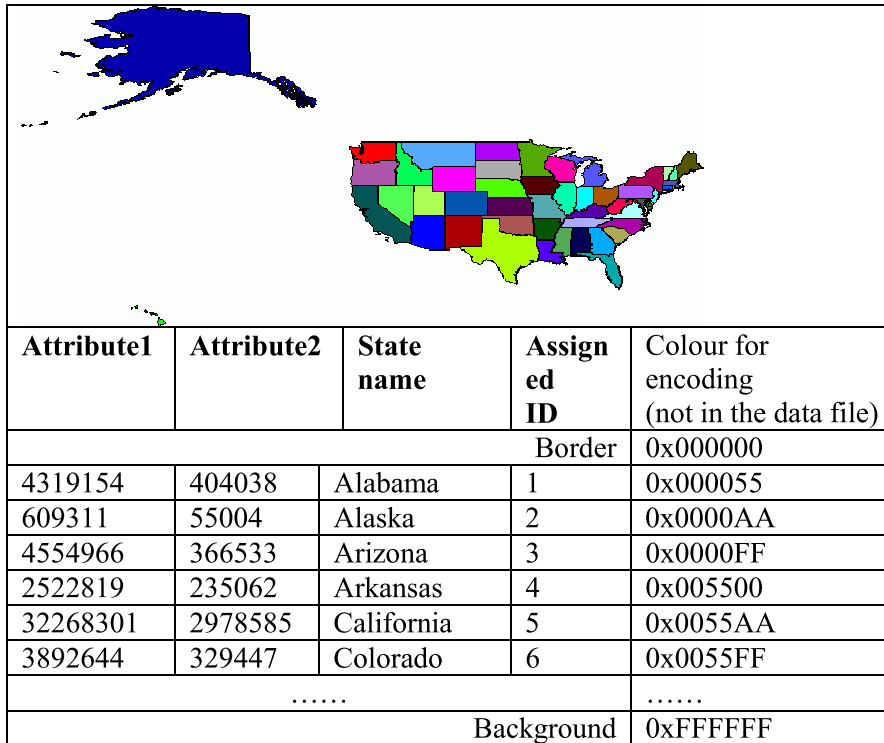 Attribute1 Attribute2 State name Assign ed ID Colour for encoding (not in the data file)
Border 0x000000
4319154 404038 Alabama 1 0x000055
609311 55004 Alaska 2 0x0000AA
4554966 366533 Arizona 3 0x0000FF
2522819 235062 Arkansas 4 0x005500
32268301 2978585 California 5 0x0055AA
3892644 329447 Colorado 6 0x0055FF
…… ……
Background 0xFFFFFF